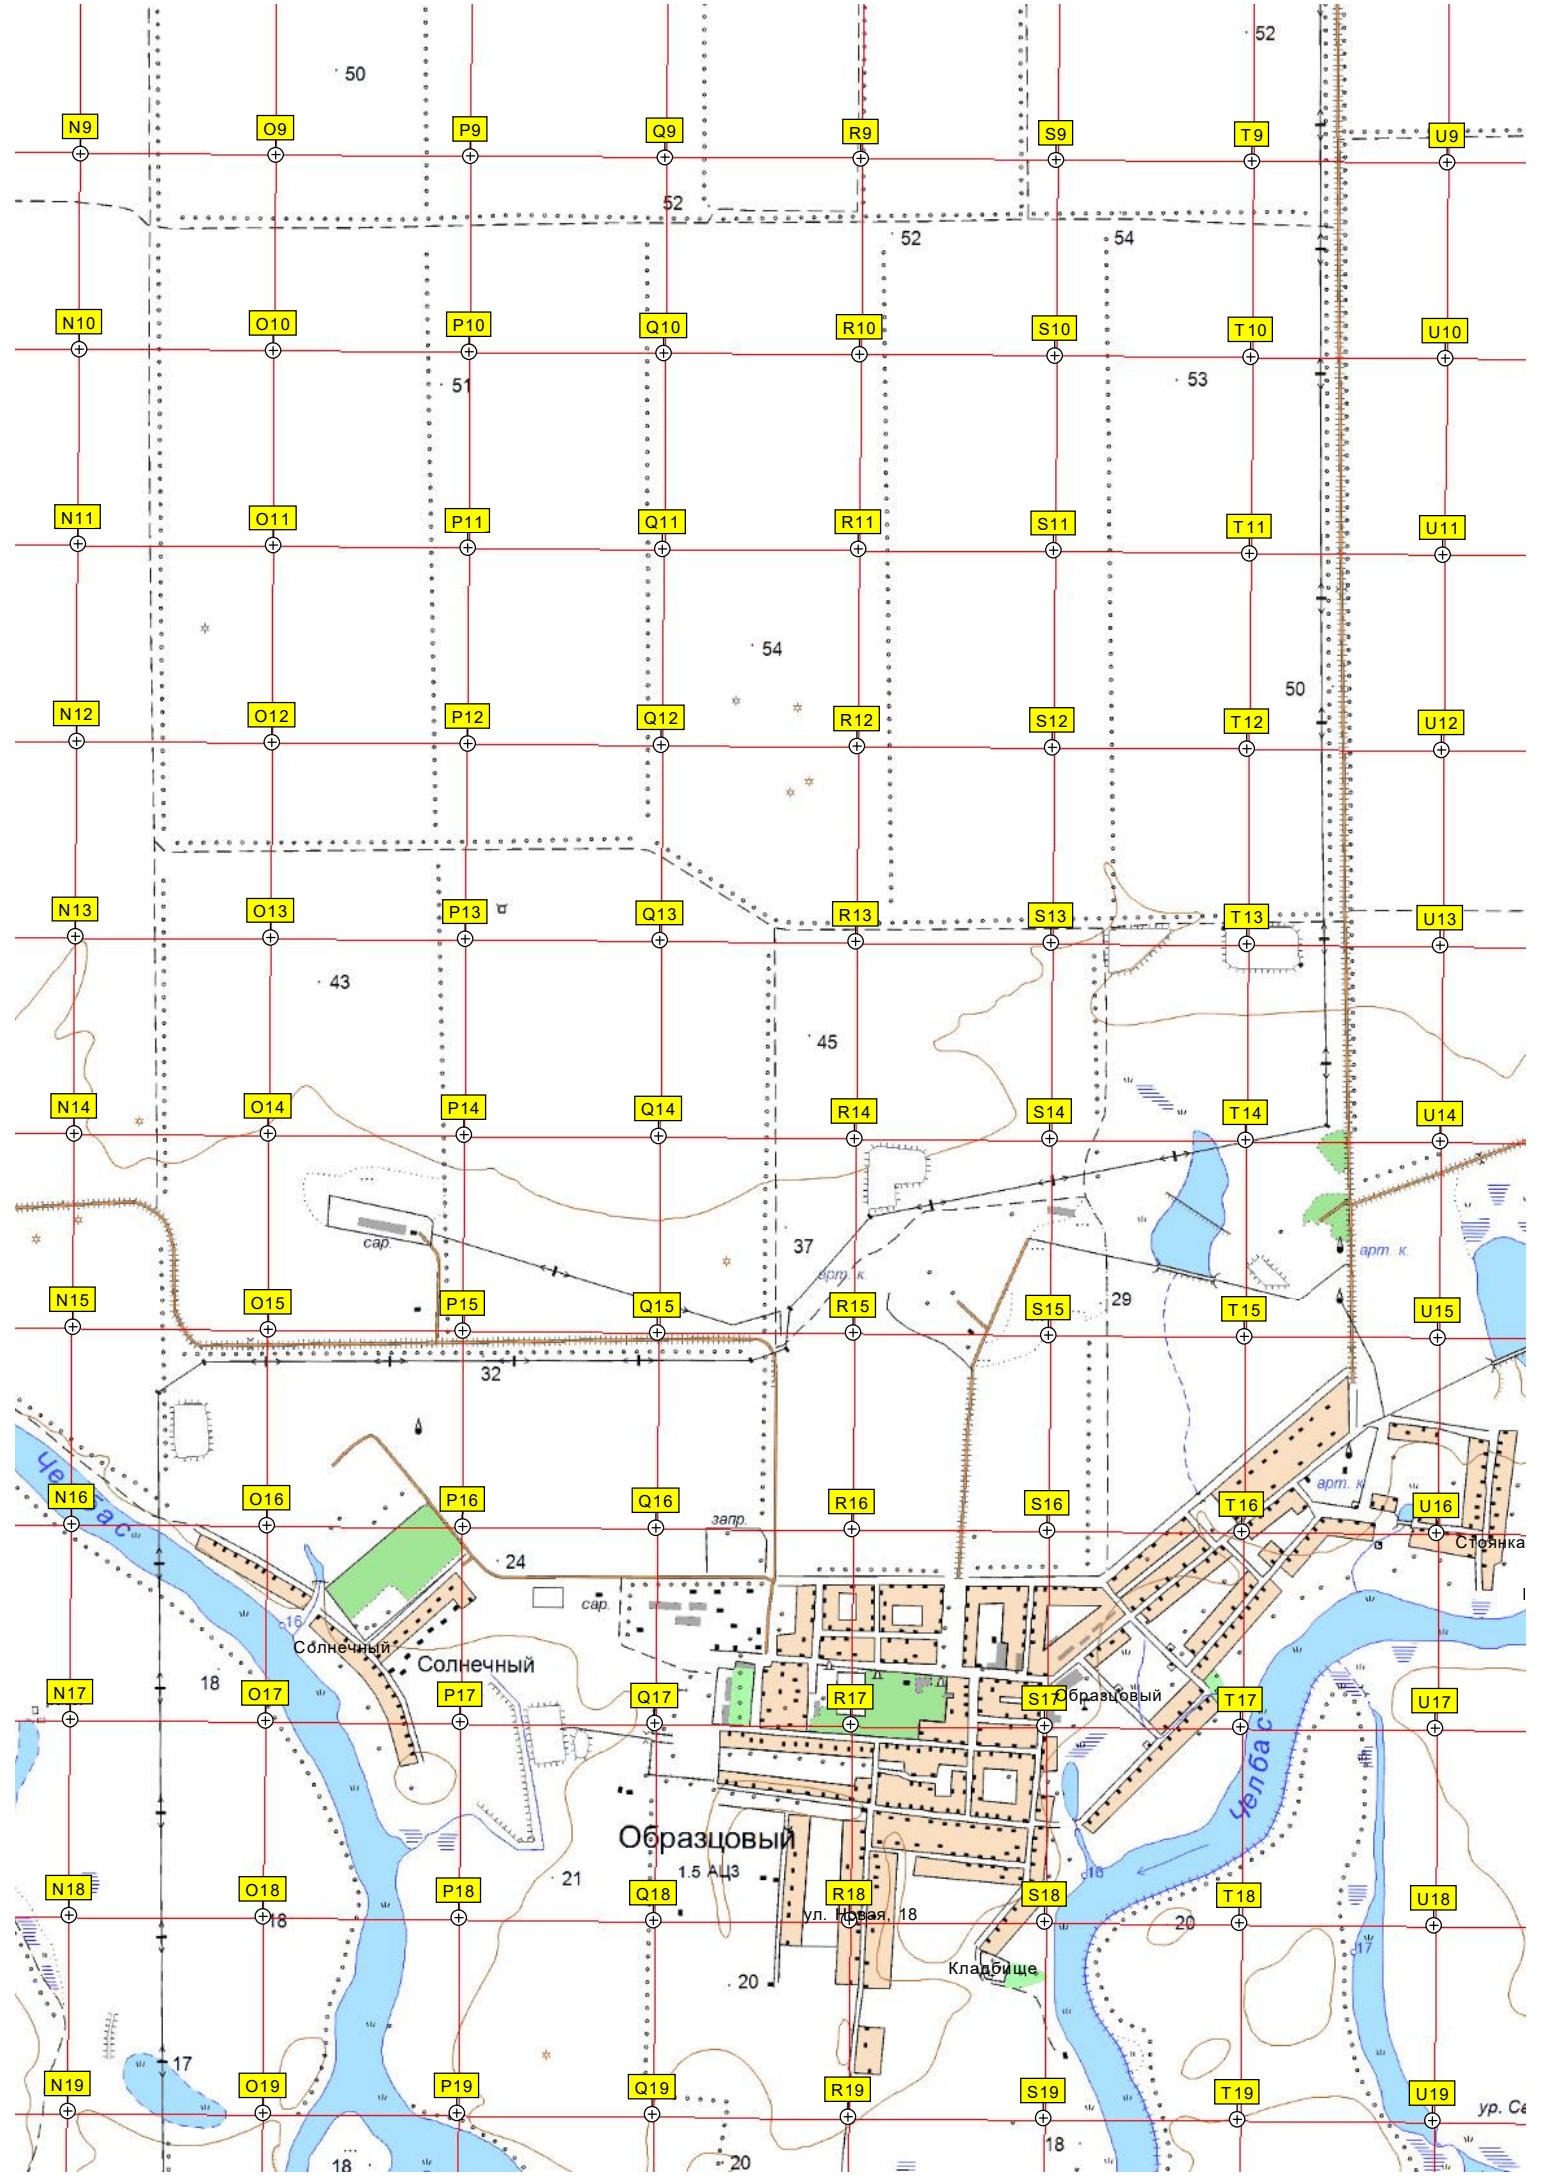 52
50
N9 O9 P9 Q9 R9 S9 T9 U9
52
52 54
N10 O10 P10 Q10 R10 S10 T10 U10
51 53
N11 O11 P11 Q11 R11 S11 T11 U11
54
50
N12 O12 P12 Q12 R12 S12 T12 U12
N13 O13 P13 Q13 R13 S13 T13 U13
43
45
N14 O14 P14 Q14 R14 S14 T14 U14
сар.
37
арт. к.
арт. к.
29
N15 O15 P15 Q15 R15 S15 T15 U15
32
Челбас
арт. к.
N16 O16 P16 Q16 R16 S16 T16 U16
запр.
Стоянка
24
сар.
16
Солнечный
Солнечный
18
Образцовый
N17 O17 P17 Q17 R17 S17 T17 U17
Челбас
Образцовый
1.5 АЦЗ
21
16
N18 O18 P18 Q18 R18 S18 T18 U18
18
ул. Новая, 18
20
17
Кладбище
20
17
N19 O19 P19 Q19 R19 S19 T19 U19
ур. Се
18
18
20